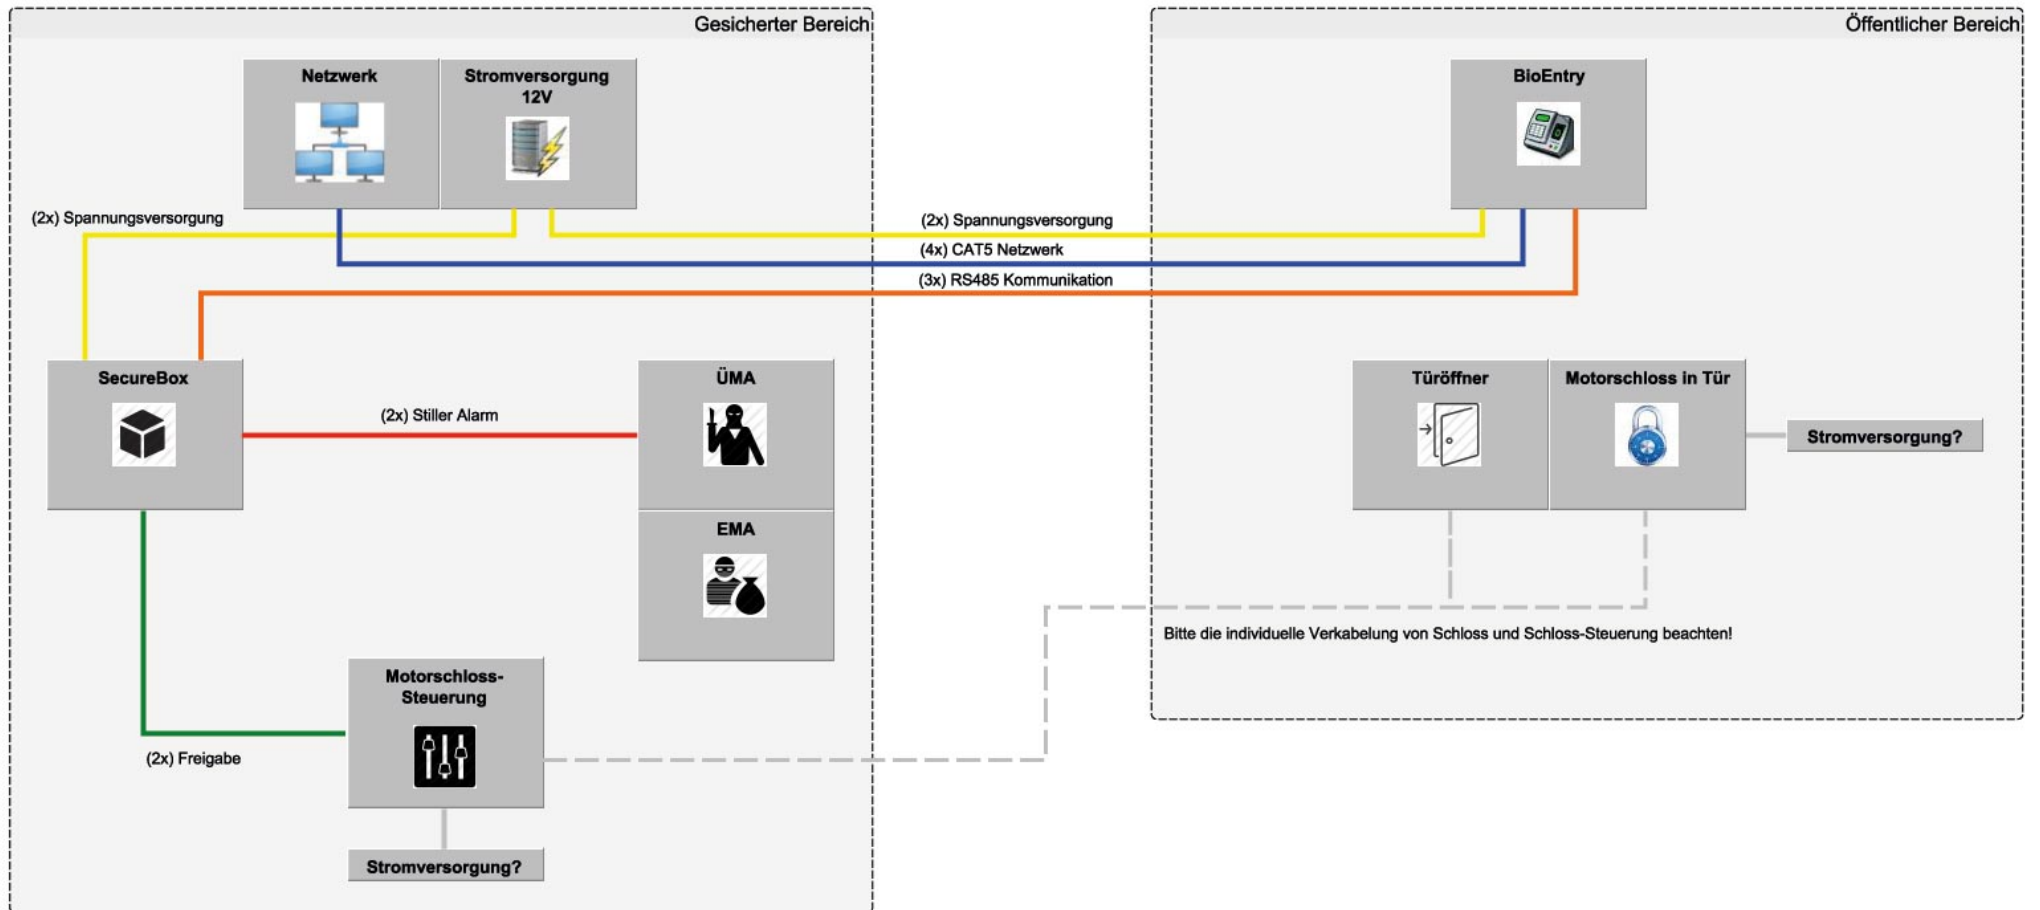 Gesicherter Bereich
Öffentlicher Bereich
Netzwerk
Stromversorgung
12V
BioEntry
(2x) Spannungsversorgung
(2x) Spannungsversorgung
(4x) CAT5 Netzwerk
(3x) RS485 Kommunikation
SecureBox
(2x) Stiller Alarm
ÜMA
Türöffner
Motorschloss in Tür
Stromversorgung?
EMA
Bitte die individuelle Verkabelung von Schloss und Schloss-Steuerung beachten!
Motorschloss-
Steuerung
(2x) Freigabe
Stromversorgung?